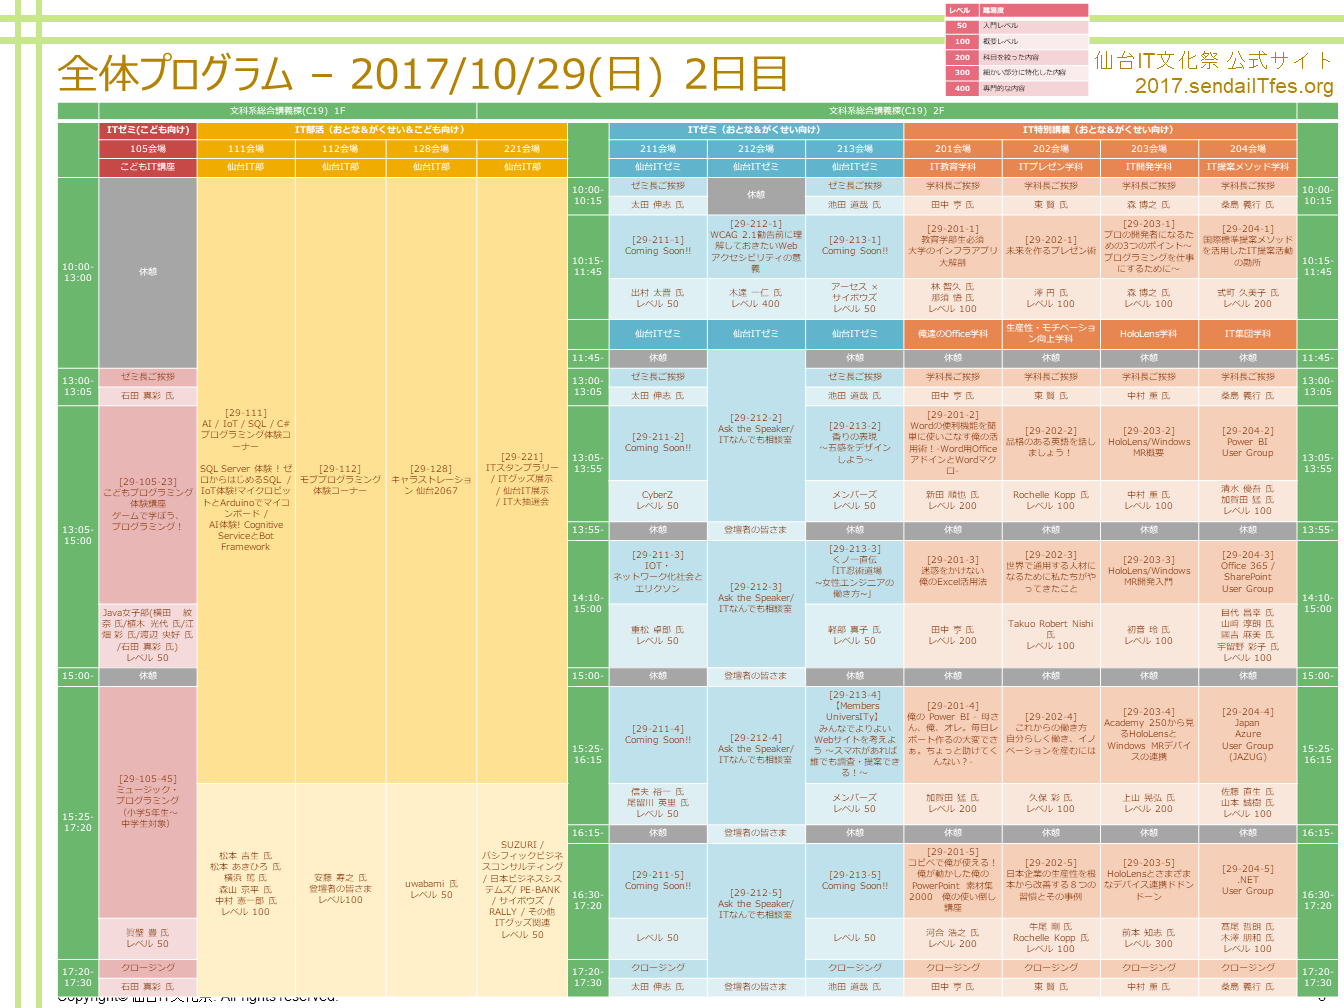 レベル 難易度
50 入門レベル
100 概要レベル
200 科目を絞った内容
300 細かい部分に特化した内容
400 専門的な内容
全体プログラム – 2017/10/29(日) 2日目
仙台IT文化祭 公式サイト
2017.sendaiITfes.org
文科系総合講義棟(C19) 1F
文科系総合講義棟(C19) 2F
ITゼミ(こども向け)
IT部活（おとな＆がくせい＆こども向け）
ITゼミ（おとな＆がくせい向け）
IT特別講義（おとな＆がくせい向け）
105会場 111会場 112会場 128会場 221会場 211会場 212会場 213会場 201会場 202会場 203会場 204会場
こどもIT講座 仙台IT部 仙台IT部 仙台IT部 仙台IT部 仙台ITゼミ 仙台ITゼミ 仙台ITゼミ IT教育学科 ITプレゼン学科 IT開発学科 IT提案メソッド学科
10:00-
13:00
休憩
13:00-
13:05
ゼミ長ご挨拶
石田 真彩 氏
13:05-
15:00
[29-105-23]
こどもプログラミング
体験講座
ゲームで学ぼう、
プログラミング！
Java女子部(横田 紋
奈 氏/植木 光代 氏/江
畑 彩 氏/渡辺 央好 氏
/石田 真彩 氏)
レベル 50
15:00-
休憩
15:25-
17:20
[29-105-45]
ミュージック・
プログラミング
（小学5年生～
中学生対象）
眞壁 豊 氏
レベル 50
17:20-
17:30
クロージング
石田 真彩 氏
[29-111]
AI / IoT / SQL / C#
プログラミング体験コ
ーナー
SQL Server 体験！ゼ
ロからはじめるSQL /
IoT体験!マイクロビッ
トとArduinoでマイコ
ンボード /
AI体験! Cognitive
ServiceとBot
Framework
松本 吉生 氏
松本 あきひろ 氏
横浜 篤 氏
森山 京平 氏
中村 憲一郎 氏
レベル 100
[29-112]
モブプログラミング
体験コーナー
安藤 寿之 氏
登壇者の皆さま
レベル100
[29-128]
キャラストレーショ
ン 仙台2067
uwabami 氏
レベル 50
[29-221]
ITスタンプラリー
/ ITグッズ展示
/ 仙台IT展示
/ IT大抽選会
SUZURI /
パシフィックビジネ
スコンサルティング
/ 日本ビジネスシス
テムズ/ PE-BANK
/ サイボウズ /
RALLY / その他
ITグッズ関連
レベル 50
10:00-
10:15
ゼミ長ご挨拶 休憩 ゼミ長ご挨拶 学科長ご挨拶 学科長ご挨拶 学科長ご挨拶 学科長ご挨拶
太田 伸志 氏 池田 道哉 氏 田中 亨 氏 東 賢 氏 森 博之 氏 桑島 義行 氏
10:00-
10:15
10:15-
11:45
[29-211-1]
Coming Soon!!
[29-212-1]
WCAG 2.1勧告前に理
解しておきたいWeb
アクセシビリティの意
義
[29-213-1]
Coming Soon!!
[29-201-1]
教育学部生必須
大学のインフラアプリ
大解剖
[29-202-1]
未来を作るプレゼン術
[29-203-1]
プロの開発者になるた
めの3つのポイント～
プログラミングを仕事
にするために～
[29-204-1]
国際標準提案メソッド
を活用したIT提案活動
の勘所
10:15-
11:45
出村 太晋 氏
レベル 50
木達 一仁 氏
レベル 400
アーセス ×
サイボウズ
レベル 50
林 智久 氏
那須 悟 氏
レベル 100
澤 円 氏
レベル 100
森 博之 氏
レベル 100
式町 久美子 氏
レベル 200
仙台ITゼミ 仙台ITゼミ 仙台ITゼミ 俺達のOffice学科
生産性・モチベーショ
ン向上学科
HoloLens学科 IT集団学科
11:45- 休憩 休憩 休憩 休憩 休憩 休憩 11:45-
13:00-
13:05
ゼミ長ご挨拶 ゼミ長ご挨拶 学科長ご挨拶 学科長ご挨拶 学科長ご挨拶 学科長ご挨拶
太田 伸志 氏 池田 道哉 氏 田中 亨 氏 東 賢 氏 中村 薫 氏 桑島 義行 氏
13:00-
13:05
13:05-
13:55
[29-211-2]
Coming Soon!!
[29-212-2]
Ask the Speaker/
ITなんでも相談室
[29-213-2]
香りの表現
～五感をデザイン
しよう～
[29-201-2]
Wordの便利機能を簡
単に使いこなす俺の活
用術！-Word用Office
アドインとWordマク
ロ-
[29-202-2]
品格のある英語を話し
ましょう！
[29-203-2]
HoloLens/Windows
MR概要
[29-204-2]
Power BI
User Group
13:05-
13:55
CyberZ
レベル 50
メンバーズ
レベル 50
新田 順也 氏
レベル 200
Rochelle Kopp 氏
レベル 100
中村 薫 氏
レベル 100
清水 優吾 氏
加賀田 猛 氏
レベル 100
13:55- 休憩 登壇者の皆さま 休憩 休憩 休憩 休憩 休憩 13:55-
14:10-
15:00
[29-211-3]
IOT・
ネットワーク化社会と
エリクソン
[29-212-3]
Ask the Speaker/
ITなんでも相談室
[29-213-3]
くノ一直伝
「IT忍術道場
～女性エンジニアの
働き方～」
[29-201-3]
迷惑をかけない
俺のExcel活用法
[29-202-3]
世界で通用する人材に
なるために私たちがや
ってきたこと
[29-203-3]
HoloLens/Windows
MR開発入門
[29-204-3]
Office 365 /
SharePoint
User Group
14:10-
15:00
重松 卓郎 氏
レベル 50
軽部 真子 氏
レベル 50
田中 亨 氏
レベル 200
Takuo Robert Nishi
氏
レベル 100
初音 玲 氏
レベル 100
目代 昌幸 氏
山﨑 淳朗 氏
國吉 麻美 氏
宇留野 彩子 氏
レベル 100
15:00- 休憩 登壇者の皆さま 休憩 休憩 休憩 休憩 休憩 15:00-
15:25-
16:15
[29-211-4]
Coming Soon!!
[29-212-4]
Ask the Speaker/
ITなんでも相談室
[29-213-4]
【Members
UniversITy】
みんなでよりよい
Webサイトを考えよ
う ～スマホがあれば
誰でも調査・提案でき
る！～
[29-201-4]
俺の Power BI - 母さ
ん、俺、オレ。毎日レ
ポート作るの大変でさ
ぁ。ちょっと助けてく
んない？-
[29-202-4]
これからの働き方
自分らしく働き、イノ
ベーションを産むには
[29-203-4]
Academy 250から見
るHoloLensと
Windows MRデバイ
スの連携
[29-204-4]
Japan
Azure
User Group
(JAZUG)
15:25-
16:15
信夫 裕一 氏
尾留川 英里 氏
レベル 50
メンバーズ
レベル 50
加賀田 猛 氏
レベル 200
久保 彩 氏
レベル 100
上山 晃弘 氏
レベル 200
佐藤 直生 氏
山本 誠樹 氏
レベル 100
16:15- 休憩 登壇者の皆さま 休憩 休憩 休憩 休憩 休憩 16:15-
16:30-
17:20
[29-211-5]
Coming Soon!!
[29-212-5]
Ask the Speaker/
ITなんでも相談室
[29-213-5]
Coming Soon!!
[29-201-5]
コピペで俺が使える！
俺が動かした俺の
PowerPoint 素材集
2000 俺の使い倒し
講座
[29-202-5]
日本企業の生産性を根
本から改善する８つの
習慣とその事例
[29-203-5]
HoloLensとさまざま
なデバイス連携ドドン
ドーン
[29-204-5]
.NET
User Group
16:30-
17:20
レベル 50
レベル 50
河合 浩之 氏
レベル 200
牛尾 剛 氏
Rochelle Kopp 氏
レベル 100
前本 知志 氏
レベル 300
髙尾 哲朗 氏
木澤 朋和 氏
レベル 100
17:20-
17:30
クロージング クロージング クロージング クロージング クロージング クロージング
太田 伸志 氏 登壇者の皆さま 池田 道哉 氏 田中 亨 氏 東 賢 氏 中村 薫 氏 桑島 義行 氏
17:20-
17:30
Copyright© 仙台IT文化祭. All rights reserved.